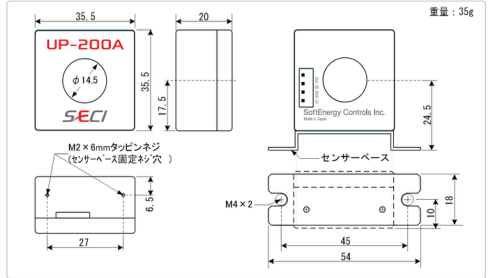 重量：35g
35.5
20
UP-200A
φ14.5
35.5
17.5
SECI
SoftEnergy Controls Inc.
Made in Japan
24.5
センサーベース
M2×6mmタッピンネジ
(センサーベース固定ネジ穴 )
6.5
27
M4×2
18
10
45
54